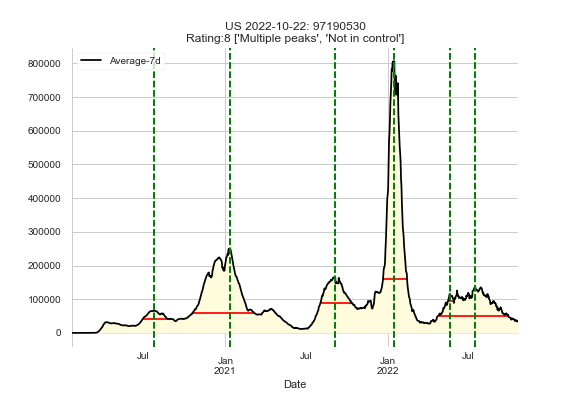 US 2022-10-22: 97190530
Rating:8 ['Multiple peaks', 'Not in control']
Average-7d
800000
700000
600000
500000
400000
300000
200000
100000
0
Jul
Jan
2021
Jul
Jan
2022
Jul
Date